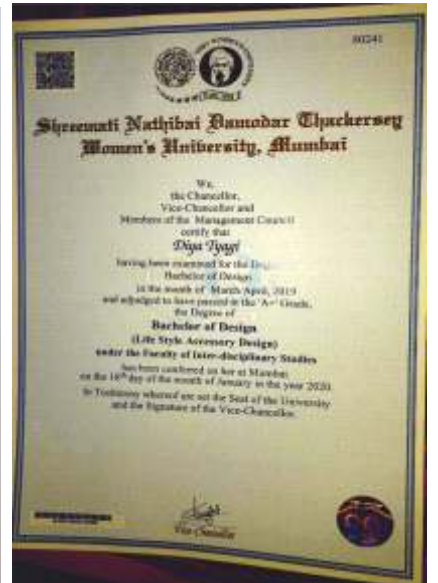 80241
Shreemati Nathibai Damodar Thackersey
Women's University, Mumbai
We,
the Chancellor,
Vice-Chancellor and
Members of the Management Council
certify that
Diya Tyagi
having been examined for the
Bachelor of Design
in the month of March/April, 2019
and adjudged to have passed in the 'A+' Grade,
the Degree of
Bachelor of Design
(Life Style Accessory Design)
under the Faculty of Inter-disciplinary Studies
has been conferred on her at Mumbai
on the 16th day of the month of January in the year 2020.
In Testimony whereof are set the Seal of the University
and the Signature of the Vice-Chancellor.
Vice-Chancellor